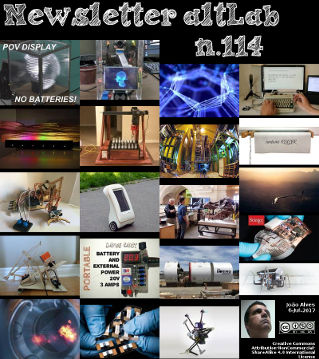 Newsletter altLab
n.114
POV DISPLAY
NO BATTERIES!
PORTABLE
BATTERY
AND
EXTERNAL
POWER
20V
3 AMPS
João Alves
6-Jul-2017
Creative Commons
Attribution-NonCommercial-
ShareAlike 4.0 International
License